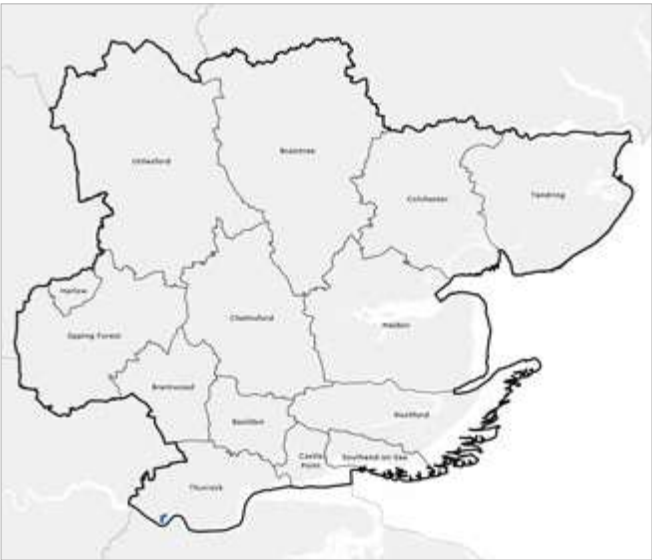 Uttlesford
Braintree
Colchester
Tendring
Harlow
Epping Forest
Chelmsford
Maldon
Brentwood
Basildon
Rochford
Castle
Point
Southend-on-Sea
Thurrock